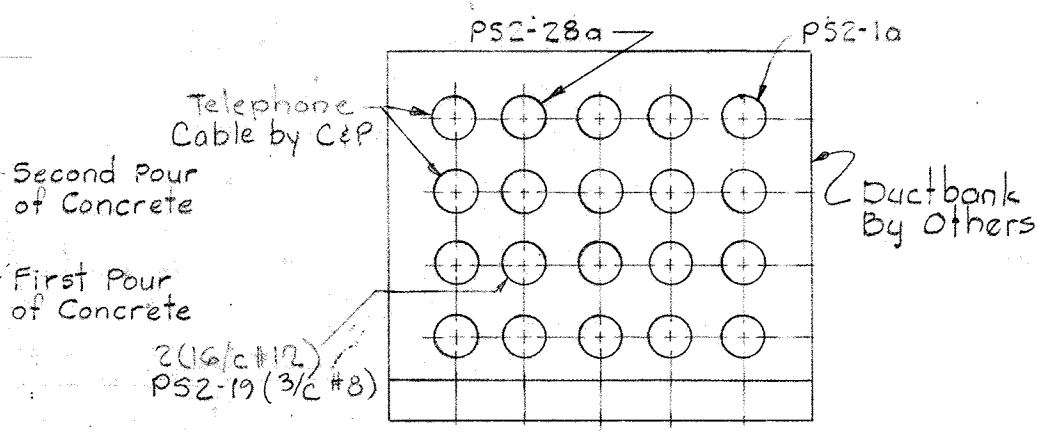 PS2-28a
PS2-1a
Telephone
Cable by C&P
Second Pour
of Concrete
Ductbank
By Others
First Pour
of Concrete
2(16/c #12)
PS2-19 (3/c #8)